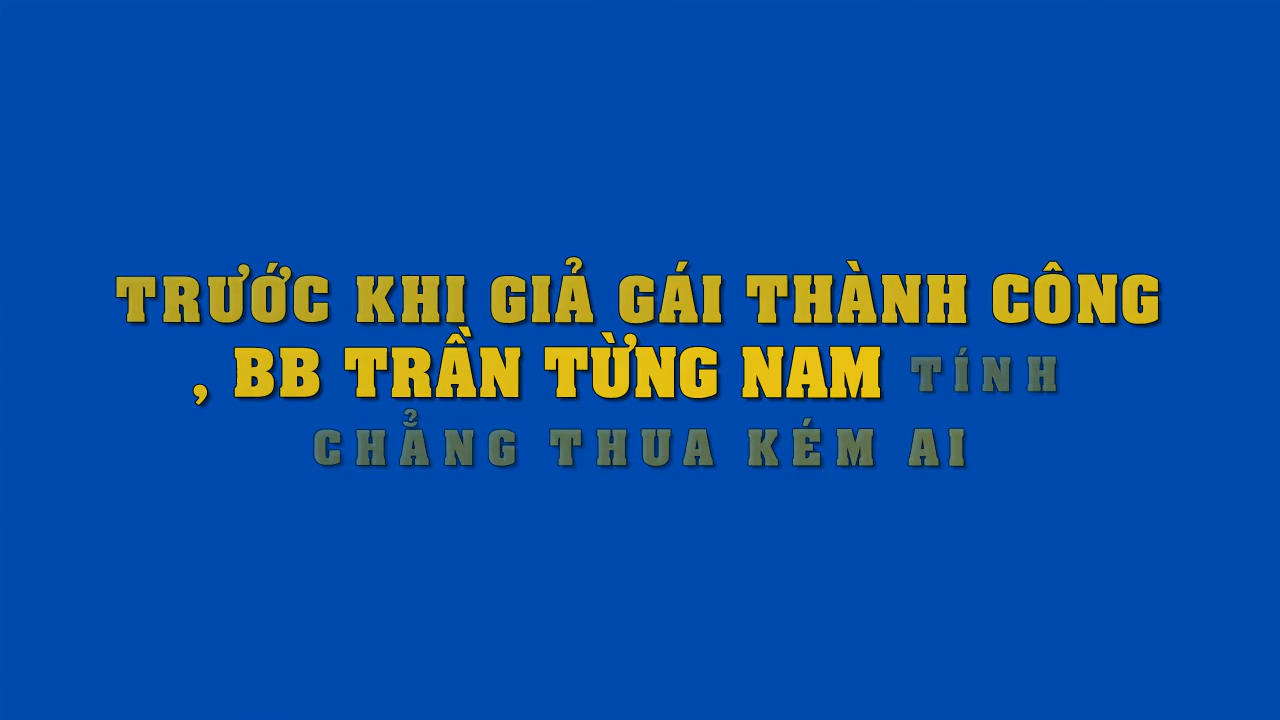 TRƯỚC KHI GIẢ GÁI THÀNH CÔNG
, BB TRẦN TỪNG NAM TÍNH
CHẲNG THUA KÉM AI